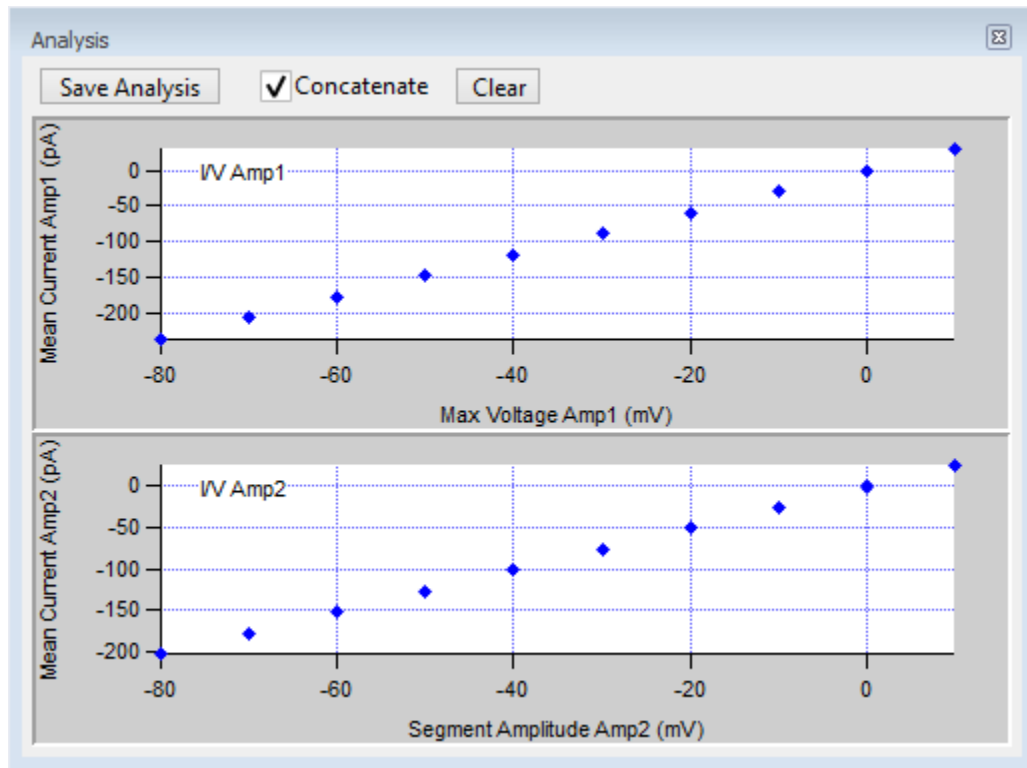 Analysis
Save Analysis Concatenate Clear
Mean Current Amp1 (pA)
I/V Amp1
0
-50
-100
-150
-200
-80 -60 -40 -20 0
Max Voltage Amp1 (mV)
Mean Current Amp2 (pA)
I/V Amp2
0
-50
-100
-150
-200
-80 -60 -40 -20 0
Segment Amplitude Amp2 (mV)